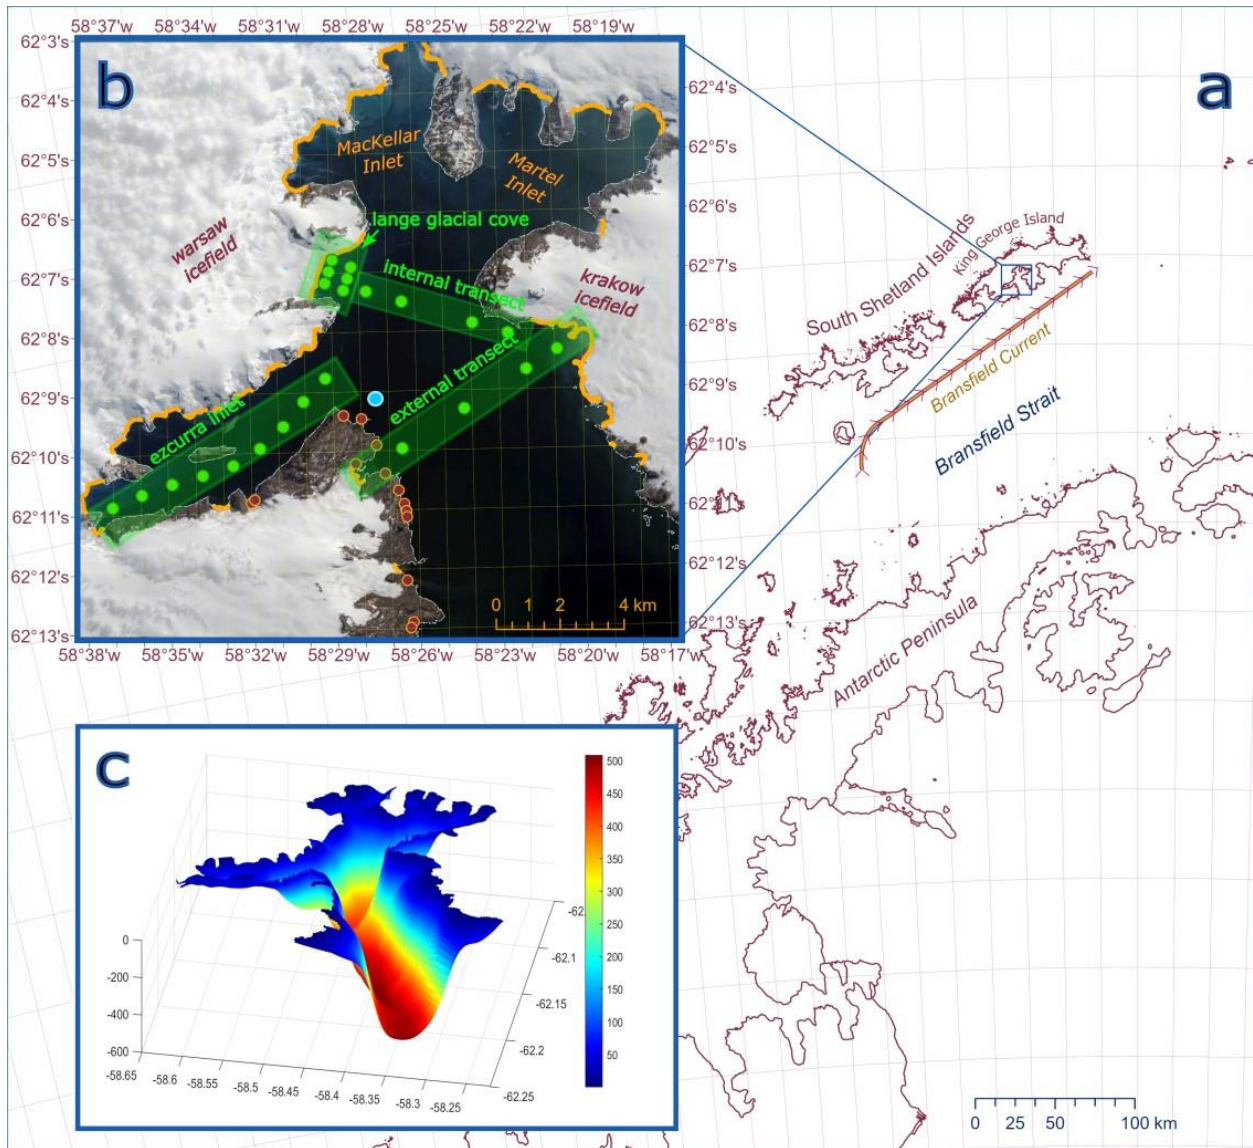 58°37'w 58°34'w 58°31'w 58°28'w 58°25'w 58°22'w 58°19'w
62°3's
62°4's
62°5's
62°6's
62°7's
62°8's
62°9's
62°10's
62°11's
62°12's
62°13's
b
MacKellar
Inlet
Martel
Inlet
warsaw
icefield
lange glacial cove
internal transect
krakow
icefield
external transect
ezcurra inlet
0 1 2 4 km
58°38'w 58°34'w 58°32'w 58°29'w 58°26'w 58°23'w 58°20'w 58°17'w
62°4's
62°5's
62°6's
62°7's
62°8's
62°9's
62°10's
62°11's
62°12's
62°13's
a
South Shetland Islands
King George Island
Bransfield Current
Bransfield Strait
Antarctic Peninsula
0 25 50 100 km
c
0
-200
-400
-600
-58.65 -58.6 -58.55 -58.5 -58.45 -58.4 -58.35 -58.3 -58.25
-62.1
-62.15
-62.2
-62.25
500
450
400
350
300
250
200
150
100
50